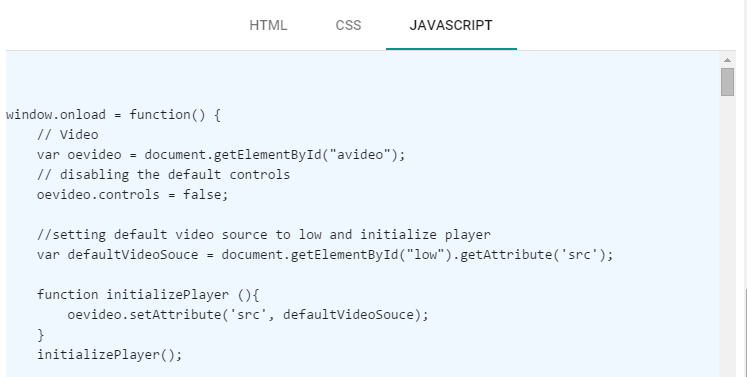 HTML CSS JAVASCRIPT
window.onload = function() {
    // Video
    var oevideo = document.getElementById("avideo");
    // disabling the default controls
    oevideo.controls = false;

    //setting default video source to low and initialize player
    var defaultVideoSouce = document.getElementById("low").getAttribute('src');

    function initializePlayer (){
        oevideo.setAttribute('src', defaultVideoSouce);
    }
    initializePlayer();